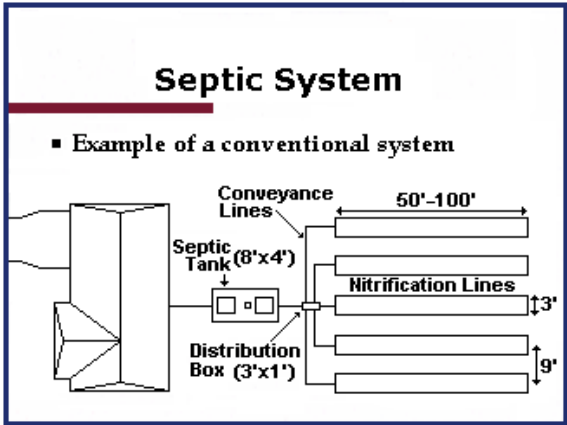 Septic System
▪ Example of a conventional system
Conveyance
Lines
50'-100'
Septic
Tank (8'x4')
Nitrification Lines
3'
Distribution
Box (3'x1')
9'